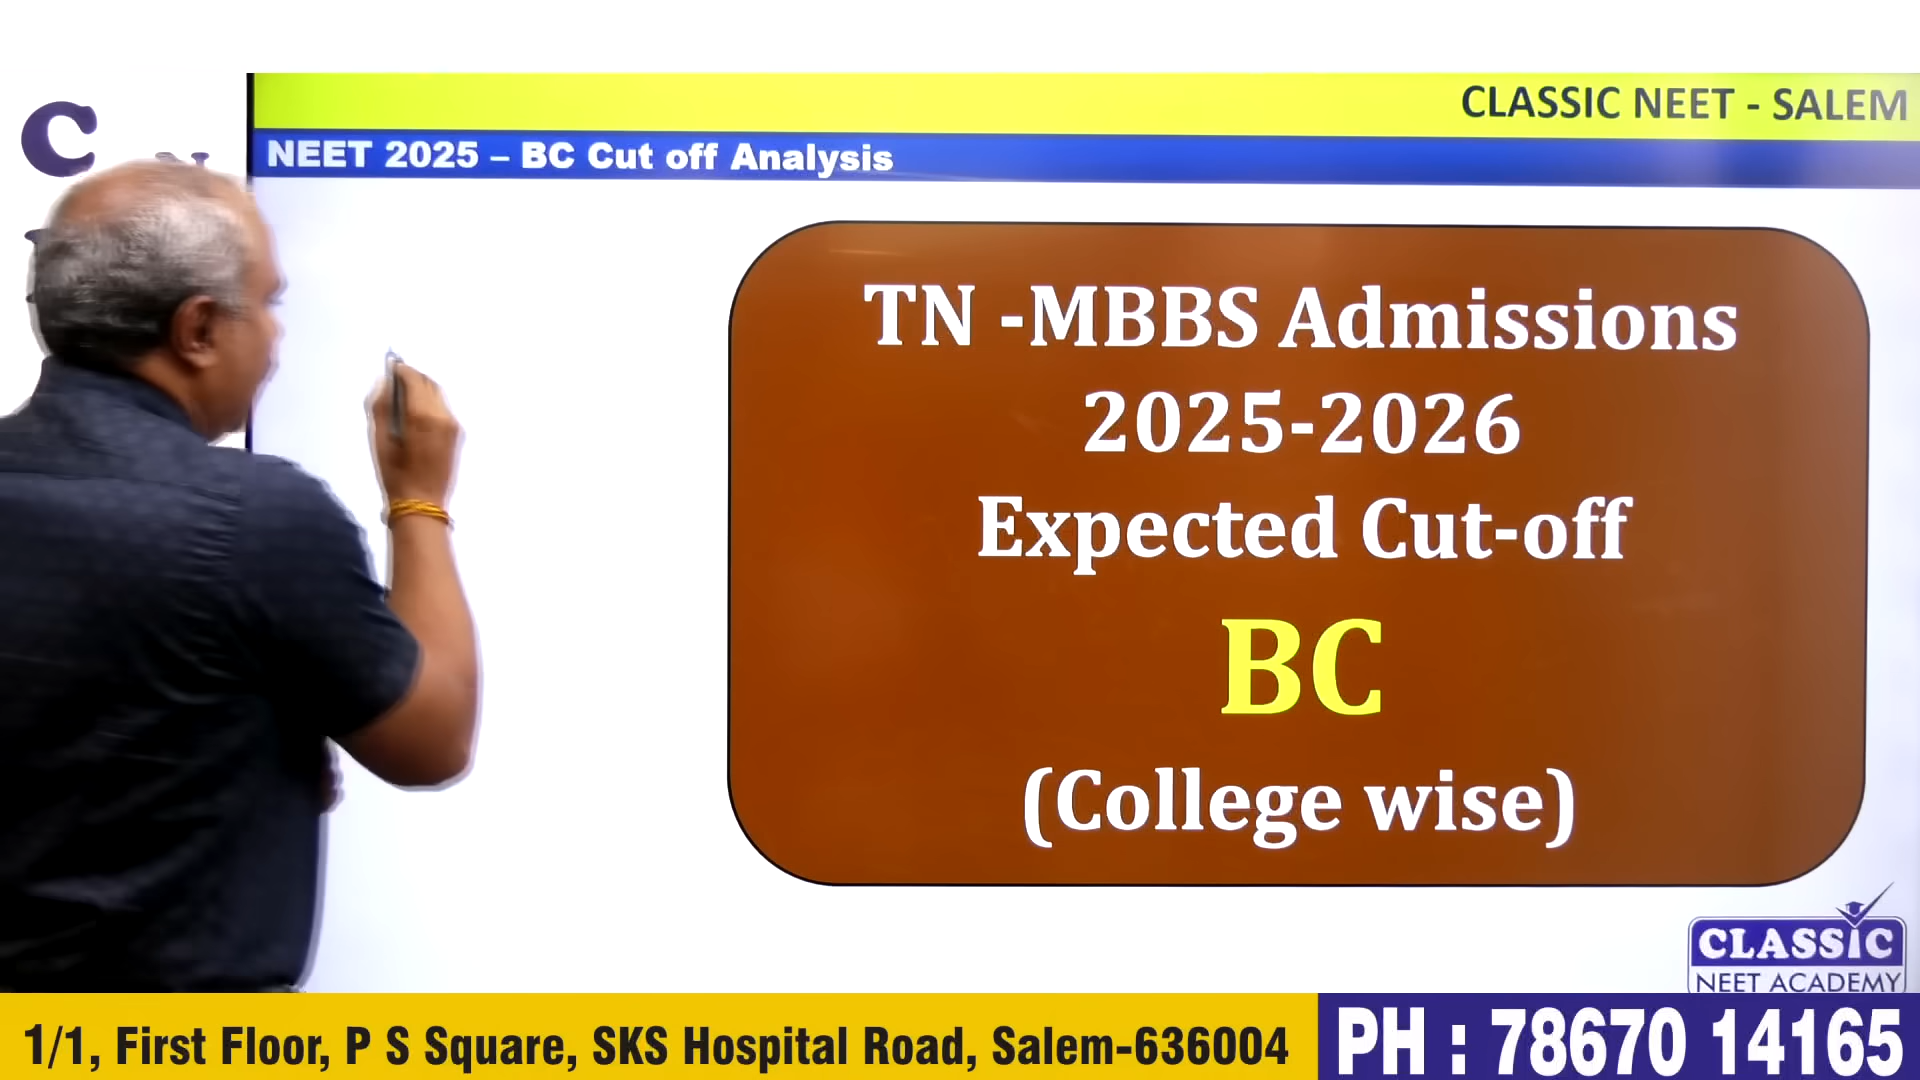 CLASSIC NEET - SALEM
NEET 2025 – BC Cut off Analysis
C
N
TN -MBBS Admissions
2025-2026
Expected Cut-off
BC
(College wise)
CLASSIC
NEET ACADEMY
1/1, First Floor, P S Square, SKS Hospital Road, Salem-636004
PH : 78670 14165